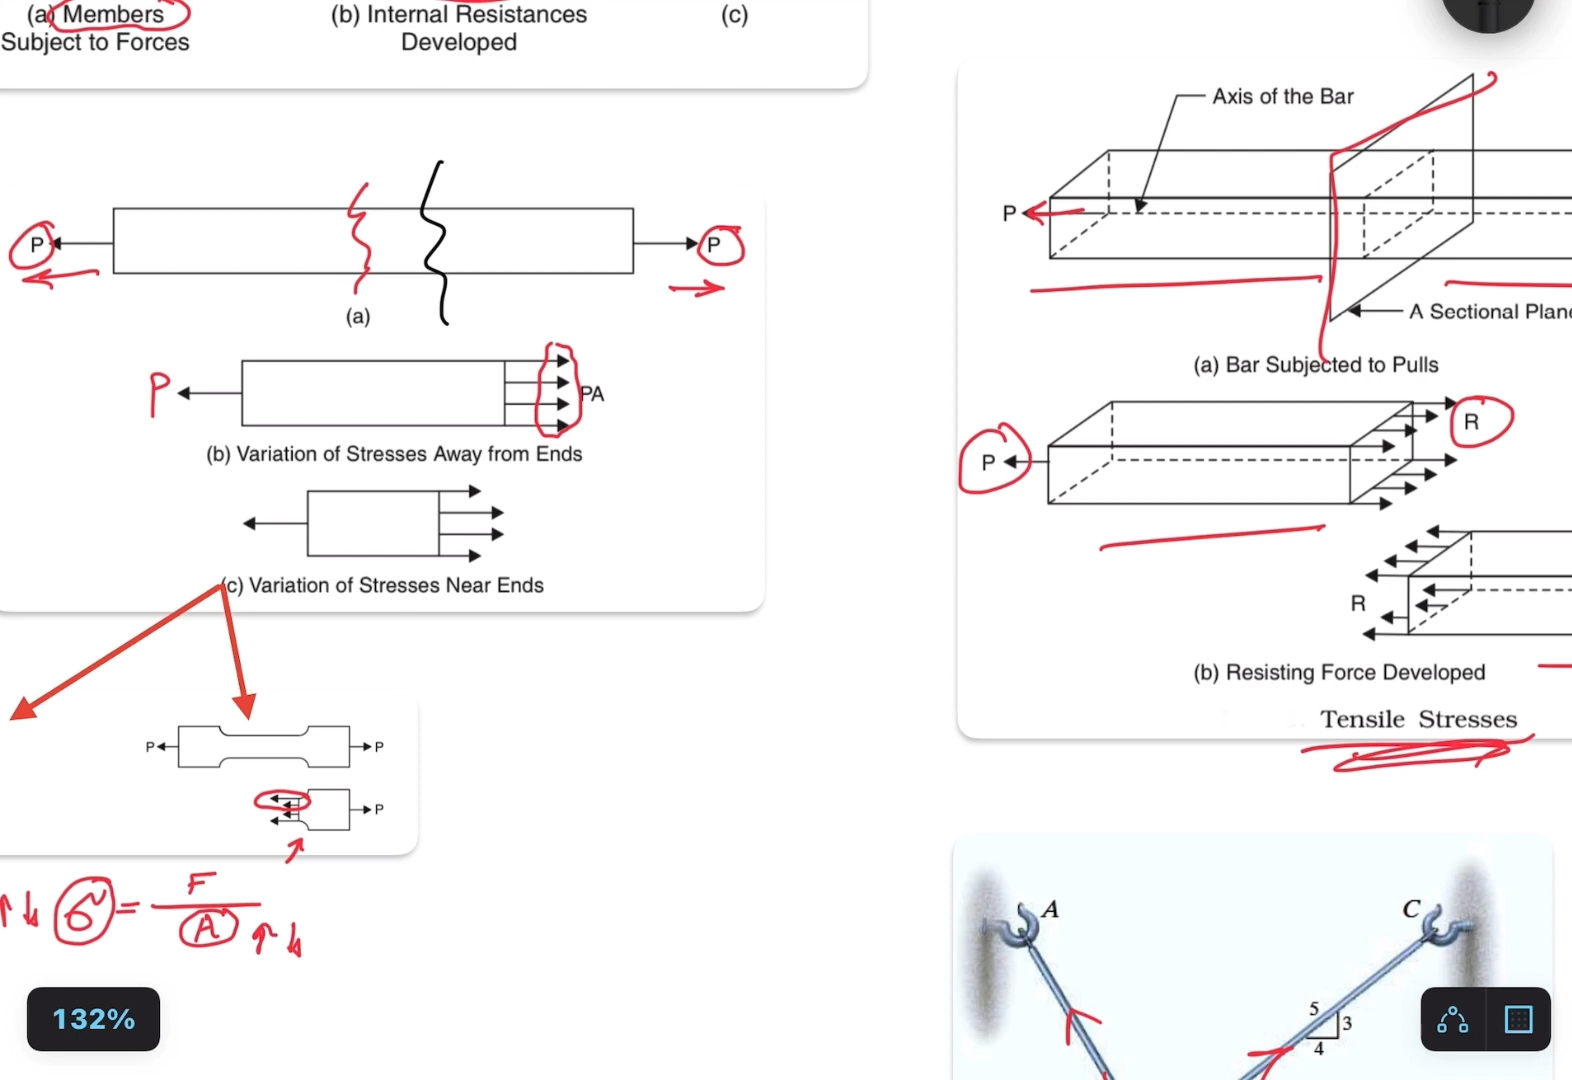 (a) Members
Subject to Forces
(b) Internal Resistances
Developed
(c)
P
P
(a)
P
PA
(b) Variation of Stresses Away from Ends
(c) Variation of Stresses Near Ends
P
P
P
σ = F
A
132%
Axis of the Bar
P
A Sectional Plane
(a) Bar Subjected to Pulls
P
R
R
(b) Resisting Force Developed
Tensile Stresses
A
C
5
3
4